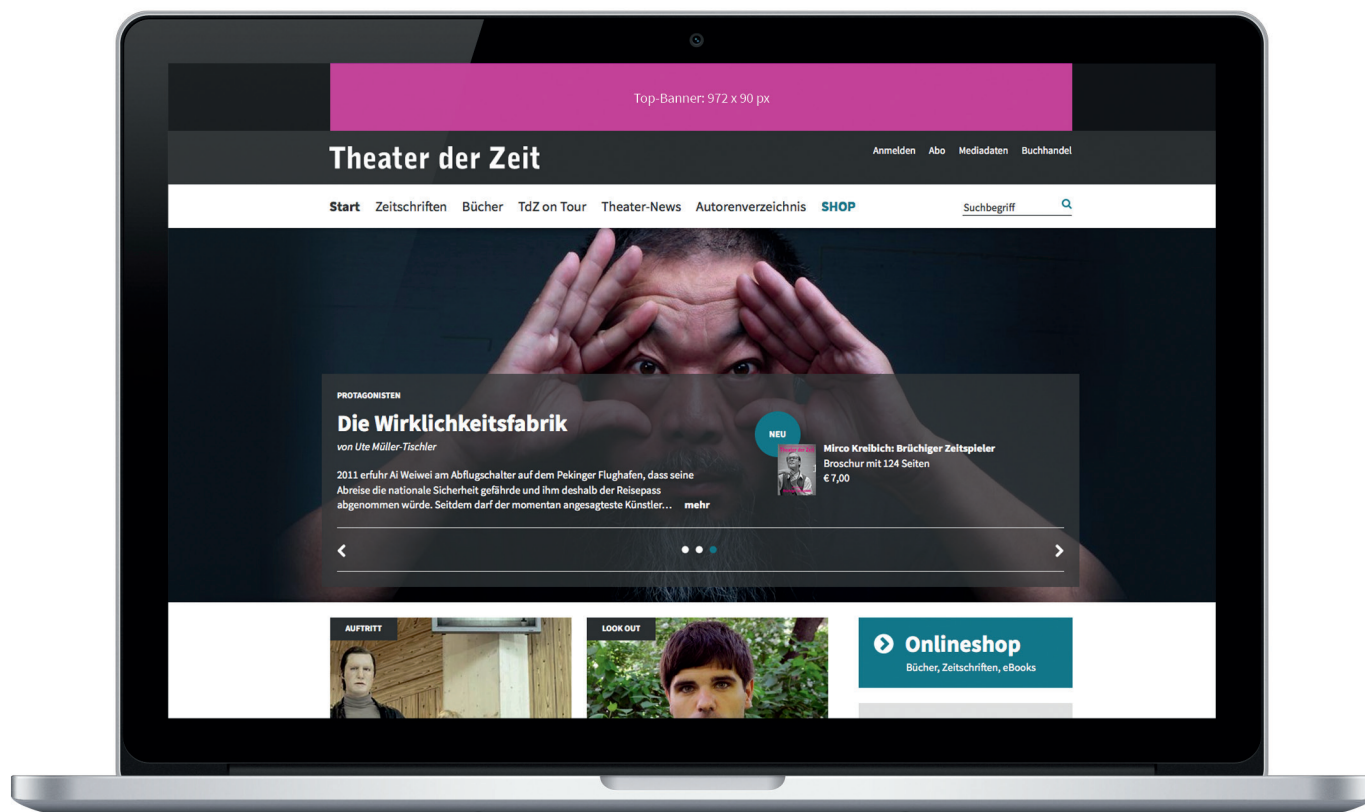 Top-Banner: 972 x 90 px
Theater der Zeit
Anmelden Abo Mediadaten Buchhandel
Start Zeitschriften Bücher TdZ on Tour Theater-News Autorenverzeichnis SHOP
Suchbegriff
PROTAGONISTEN
Die Wirklichkeitsfabrik
von Ute Müller-Tischler
2011 erfuhr Ai Weiwei am Abflugschalter auf dem Pekinger Flughafen, dass seine
Abreise die nationale Sicherheit gefährde und ihm deshalb der Reisepass
abgenommen würde. Seitdem darf der momentan angesagteste Künstler... mehr
NEU
Theater der Zeit
Mirco Kreibich: Brüchiger Zeitspieler
Broschur mit 124 Seiten
€ 7,00
AUFTRITT
LOOK OUT
Onlineshop
Bücher, Zeitschriften, eBooks